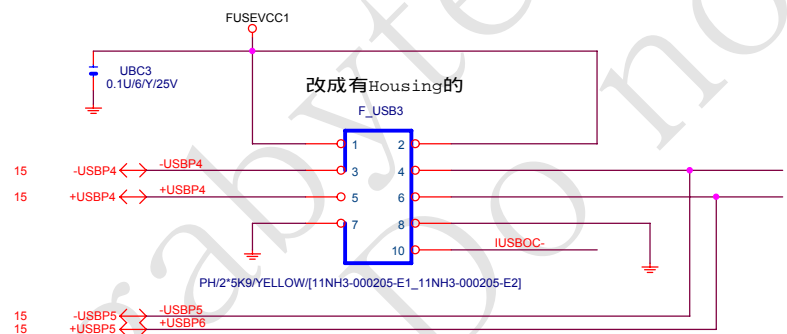 FUSEVCC1
UBC3
0.1U/6/Y/25V
改成有Housing的
F_USB3
1 2
15 -USBP4 -USBP4 3 4
15 +USBP4 +USBP4 5 6
7 8
10 IUSBOC-
PH/2*5K9/YELLOW/[11NH3-000205-E1_11NH3-000205-E2]
15 -USBP5 -USBP5
15 +USBP5 +USBP6
Do no